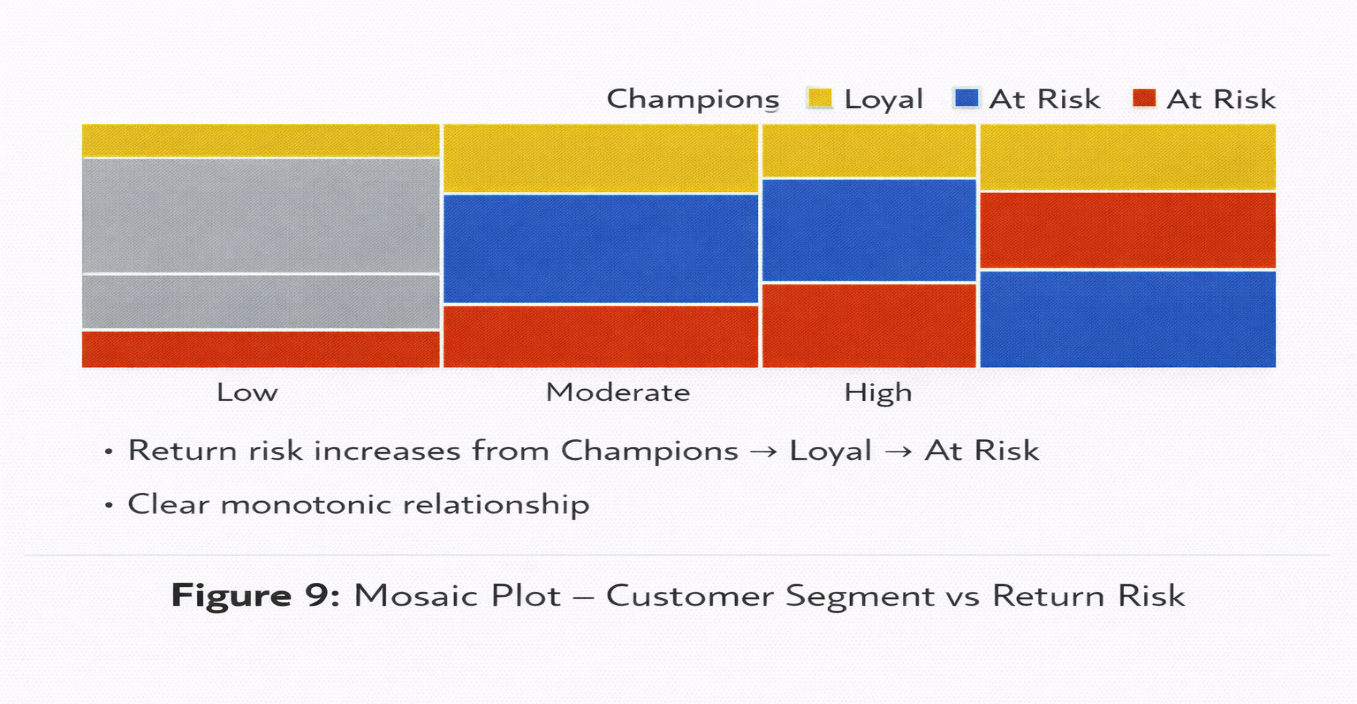 Champions Loyal At Risk At Risk
Low Moderate High
• Return risk increases from Champions → Loyal → At Risk
• Clear monotonic relationship
Figure 9: Mosaic Plot – Customer Segment vs Return Risk